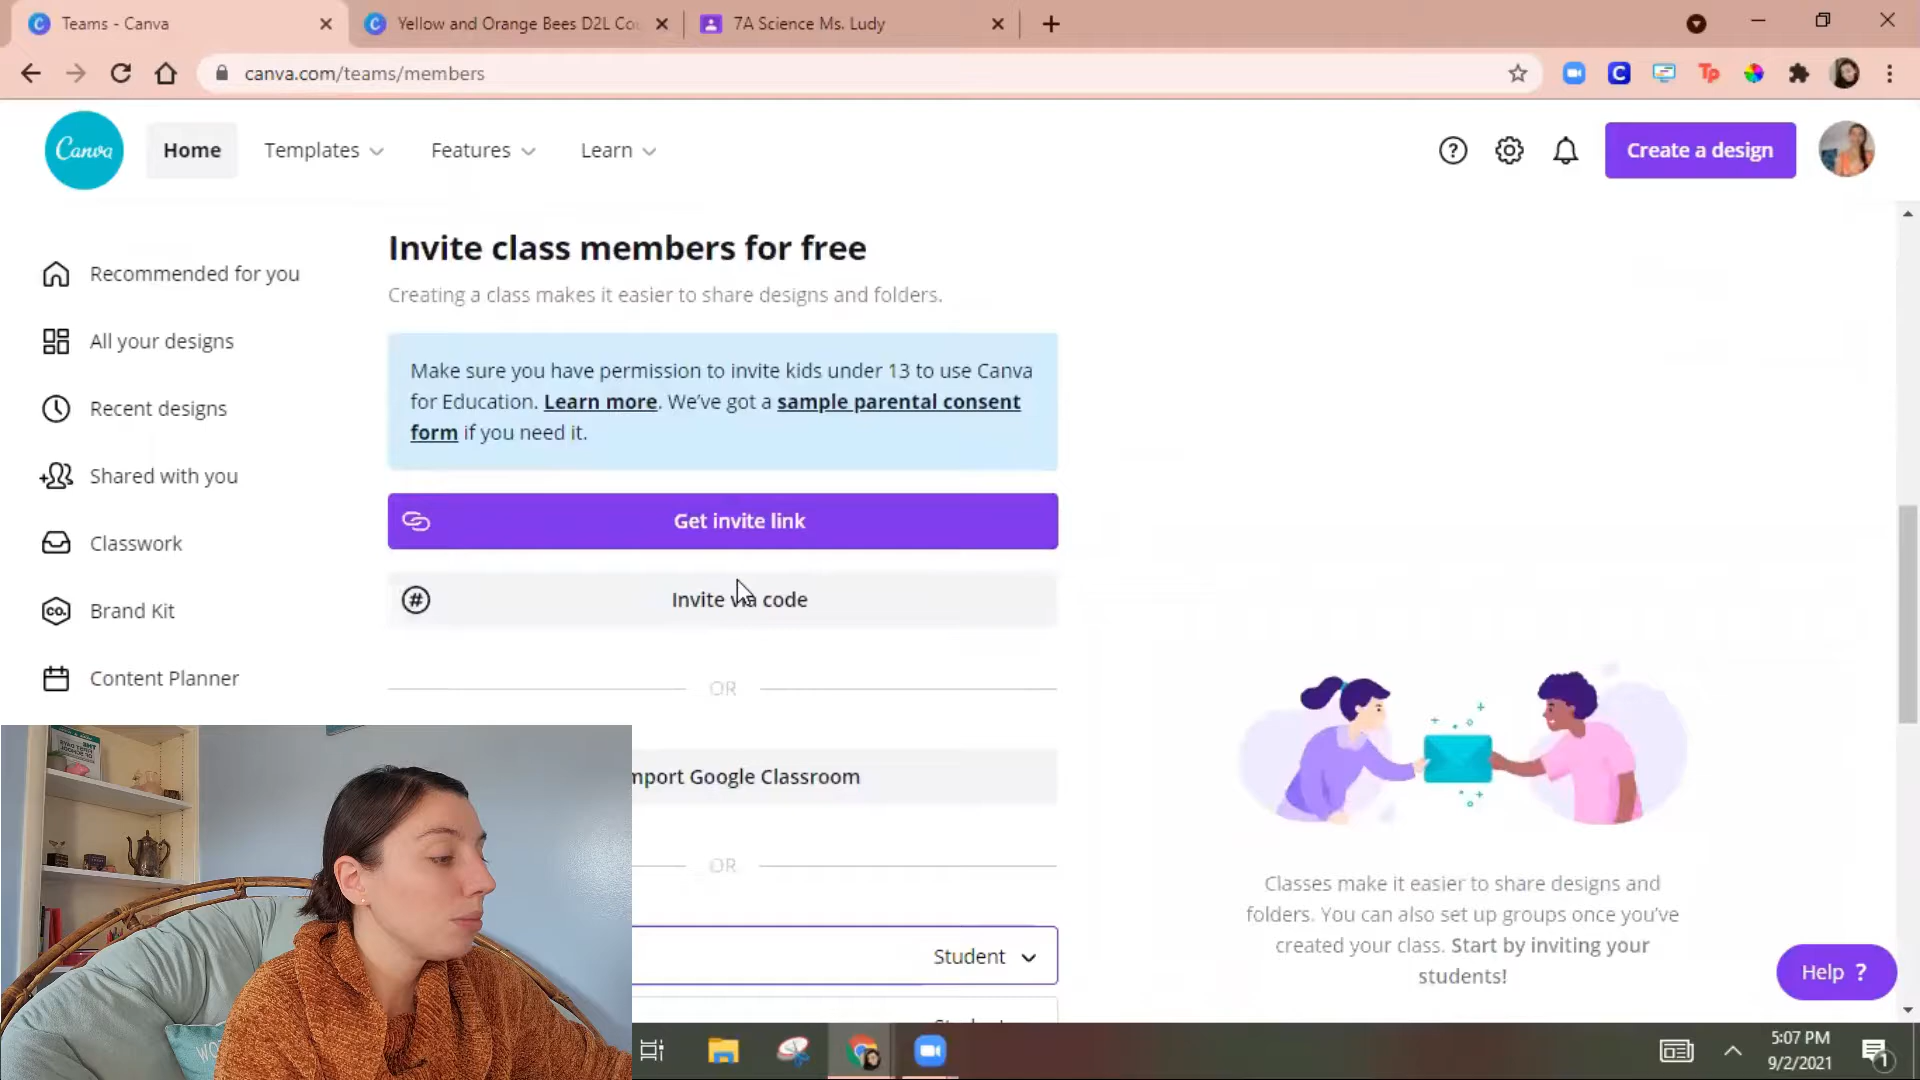 Teams - Canva
Yellow and Orange Bees D2L Co
7A Science Ms. Ludy
canva.com/teams/members
Canva
Home
Templates
Features
Learn
Create a design
Recommended for you
All your designs
Recent designs
Shared with you
Classwork
Brand Kit
Content Planner
Invite class members for free
Creating a class makes it easier to share designs and folders.
Make sure you have permission to invite kids under 13 to use Canva
for Education. Learn more. We've got a sample parental consent
form if you need it.
Get invite link
Invite via code
OR
mport Google Classroom
OR
Student
Classes make it easier to share designs and
folders. You can also set up groups once you've
created your class. Start by inviting your
students!
Help ?
5:07 PM
9/2/2021
1